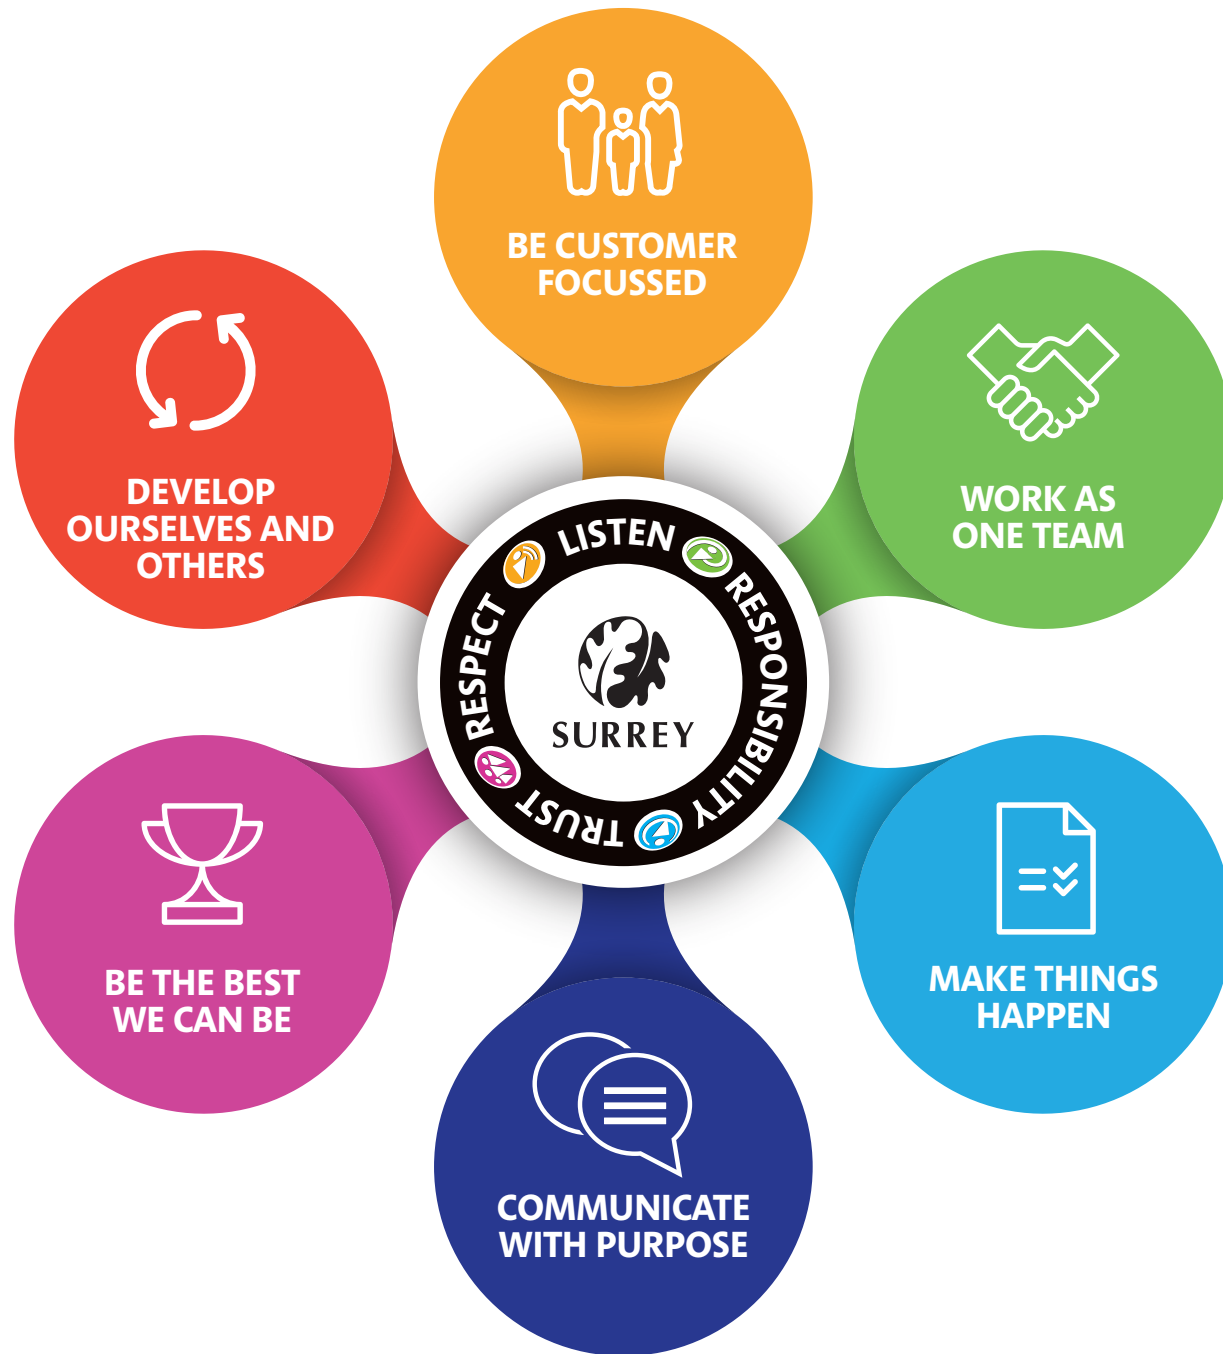 BE CUSTOMER
FOCUSSED
WORK AS
ONE TEAM
MAKE THINGS
HAPPEN
COMMUNICATE
WITH PURPOSE
BE THE BEST
WE CAN BE
DEVELOP
OURSELVES AND
OTHERS
LISTEN
RESPONSIBILITY
TRUST
RESPECT
SURREY